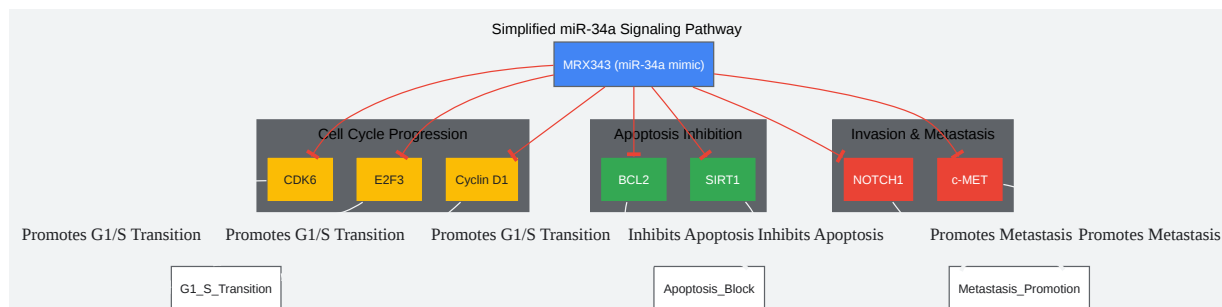 Simplified miR-34a Signaling Pathway
MRX343 (miR-34a mimic)
Cell Cycle Progression
Apoptosis Inhibition
Invasion & Metastasis
CDK6
E2F3
Cyclin D1
BCL2
SIRT1
NOTCH1
c-MET
Promotes G1/S Transition
Promotes G1/S Transition
Promotes G1/S Transition
Inhibits Apoptosis
Inhibits Apoptosis
Promotes Metastasis
Promotes Metastasis
G1_S_Transition
Apoptosis_Block
Metastasis_Promotion